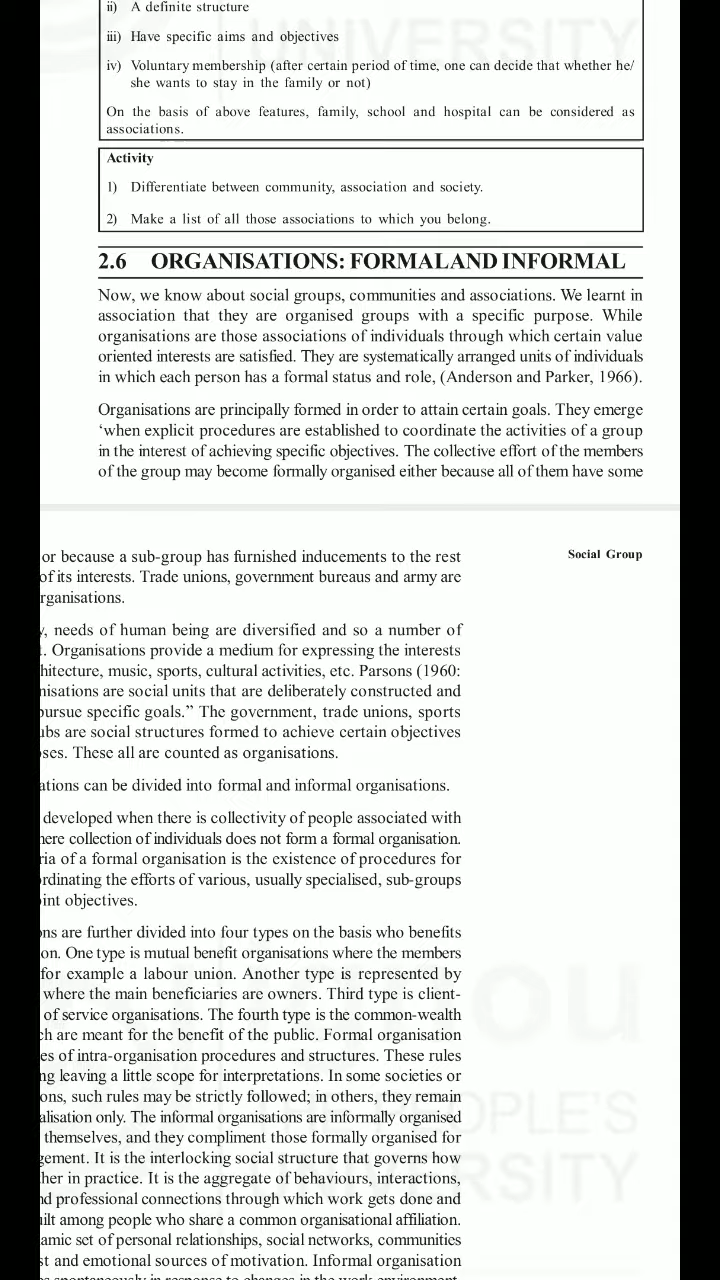 ii) A definite structure
iii) Have specific aims and objectives
iv) Voluntary membership (after certain period of time, one can decide that whether he/
she wants to stay in the family or not)
On the basis of above features, family, school and hospital can be considered as
associations.
Activity
1) Differentiate between community, association and society.
2) Make a list of all those associations to which you belong.
2.6 ORGANISATIONS: FORMALAND INFORMAL
Now, we know about social groups, communities and associations. We learnt in
association that they are organised groups with a specific purpose. While
organisations are those associations of individuals through which certain value
oriented interests are satisfied. They are systematically arranged units of individuals
in which each person has a formal status and role, (Anderson and Parker, 1966).
Organisations are principally formed in order to attain certain goals. They emerge
‘when explicit procedures are established to coordinate the activities of a group
in the interest of achieving specific objectives. The collective effort of the members
of the group may become formally organised either because all of them have some
Social Group
or because a sub-group has furnished inducements to the rest
of its interests. Trade unions, government bureaus and army are
rganisations.
, needs of human being are diversified and so a number of
. Organisations provide a medium for expressing the interests
hitecture, music, sports, cultural activities, etc. Parsons (1960:
nisations are social units that are deliberately constructed and
pursue specific goals.” The government, trade unions, sports
ubs are social structures formed to achieve certain objectives
oses. These all are counted as organisations.
ations can be divided into formal and informal organisations.
developed when there is collectivity of people associated with
nere collection of individuals does not form a formal organisation.
ria of a formal organisation is the existence of procedures for
ordinating the efforts of various, usually specialised, sub-groups
int objectives.
ons are further divided into four types on the basis who benefits
on. One type is mutual benefit organisations where the members
for example a labour union. Another type is represented by
where the main beneficiaries are owners. Third type is client-
of service organisations. The fourth type is the common-wealth
ch are meant for the benefit of the public. Formal organisation
es of intra-organisation procedures and structures. These rules
ng leaving a little scope for interpretations. In some societies or
ons, such rules may be strictly followed; in others, they remain
alisation only. The informal organisations are informally organised
themselves, and they compliment those formally organised for
gement. It is the interlocking social structure that governs how
her in practice. It is the aggregate of behaviours, interactions,
nd professional connections through which work gets done and
uilt among people who share a common organisational affiliation.
amic set of personal relationships, social networks, communities
st and emotional sources of motivation. Informal organisation
spontaneously in response to changes in the work environment.
UNIVERSITY
ou
OPLE'S
RSITY